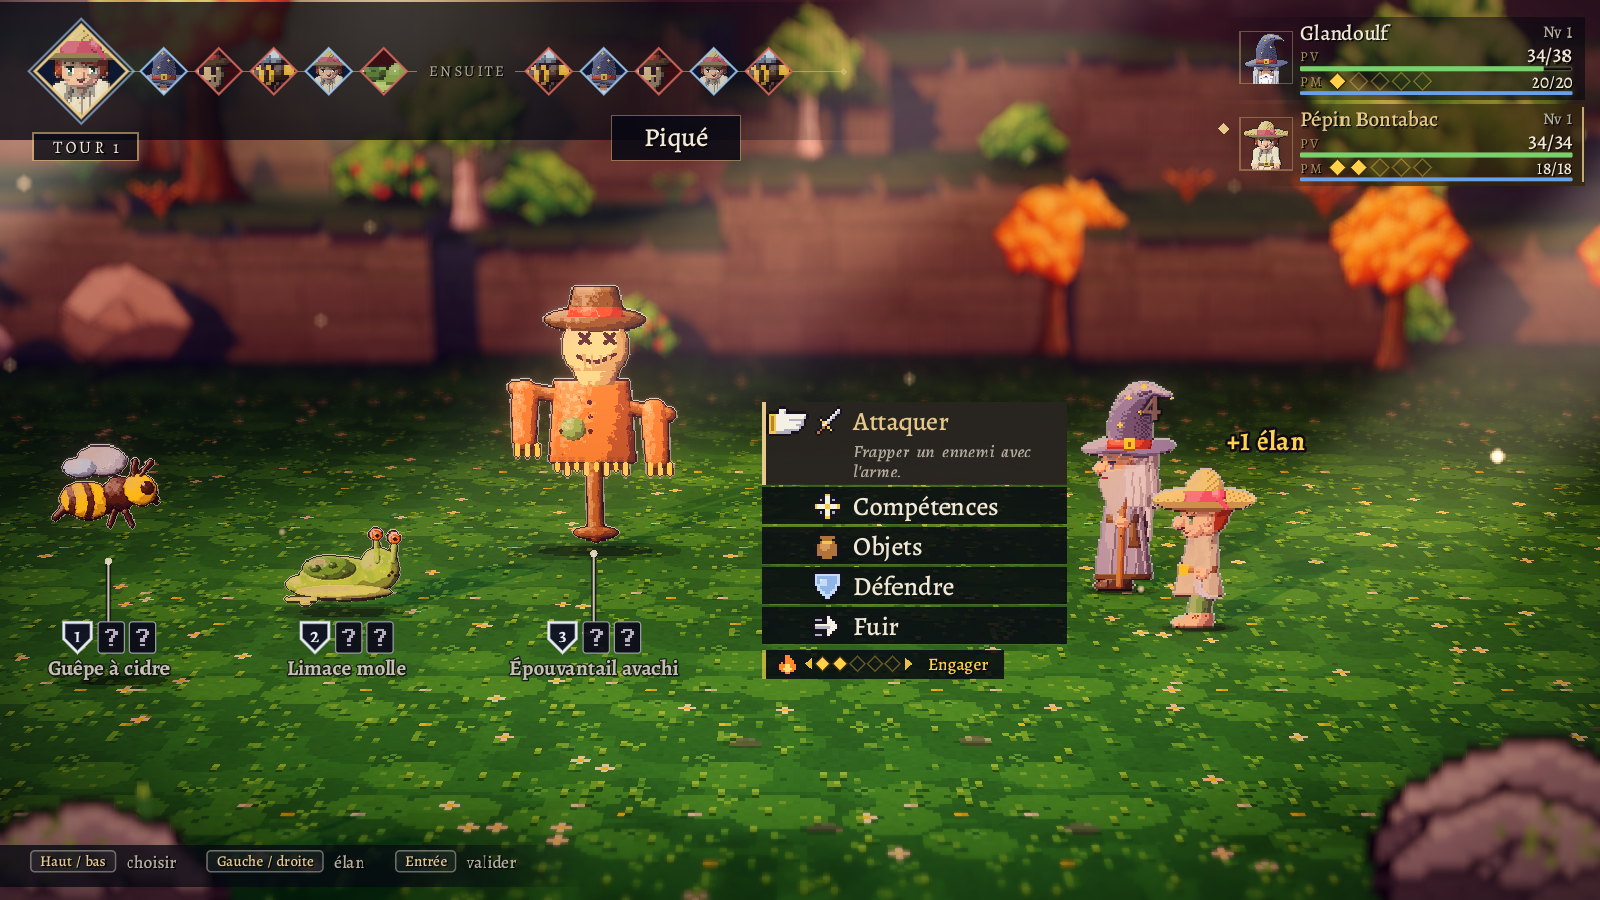 ENSUITE
TOUR 1
Piqué
Glandoulf
Nv 1
PV
34/38
PM
20/20
Pépin Bontabac
Nv 1
PV
34/34
PM
18/18
Attaquer
Frapper un ennemi avec
l'arme.
Compétences
Objets
Défendre
Fuir
Engager
4
+1 élan
1 ? ?
Guêpe à cidre
2 ? ?
Limace molle
3 ? ?
Épouvantail avachi
Haut / bas choisir Gauche / droite élan Entrée valider